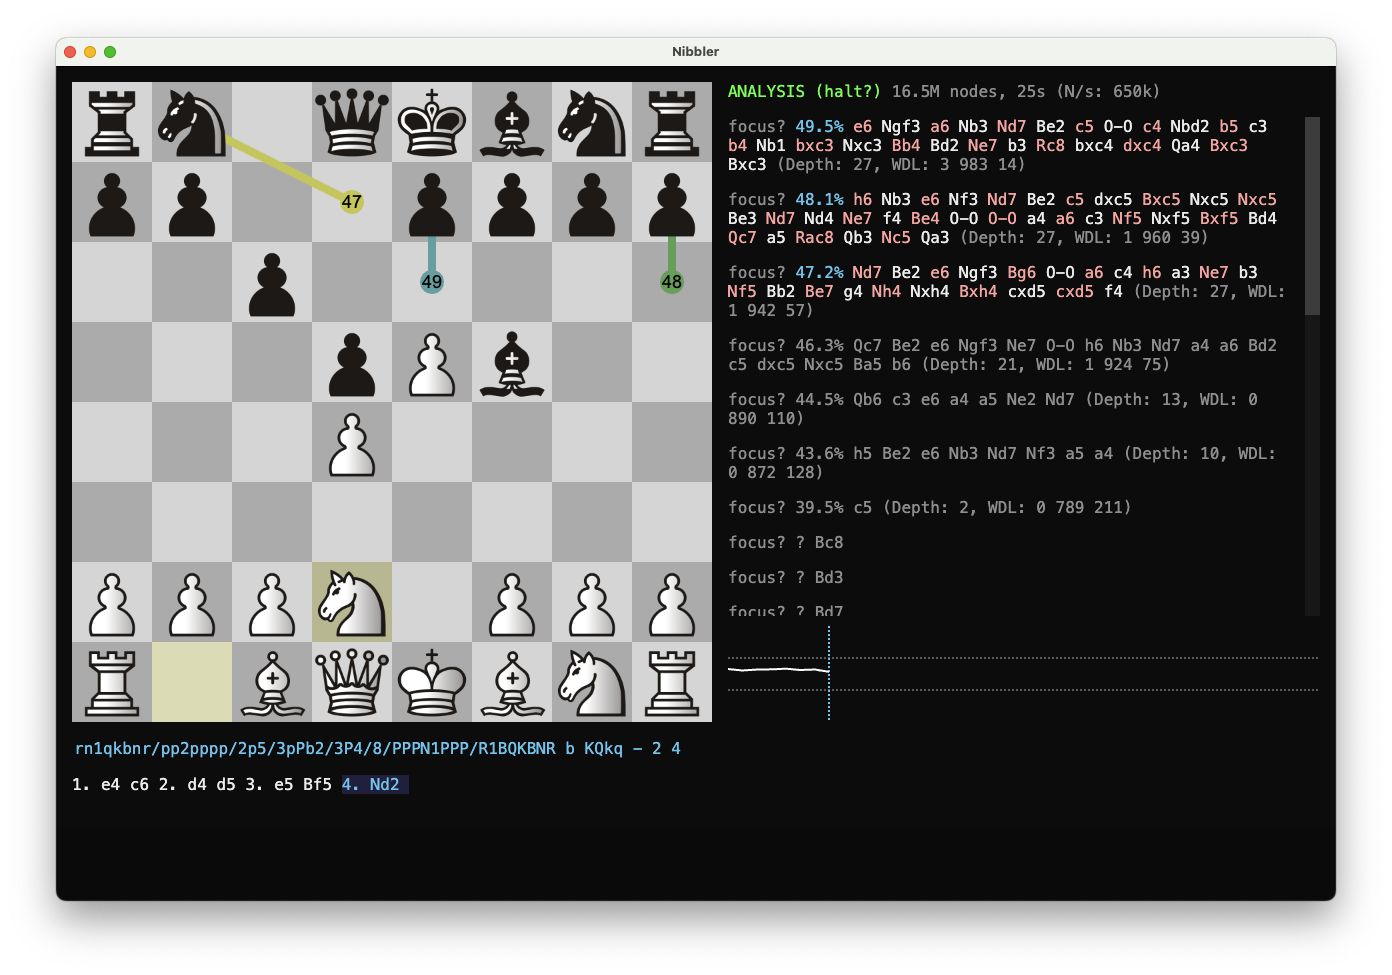 Nibbler
ANALYSIS (halt?) 16.5M nodes, 25s (N/s: 650k)
focus? 49.5% e6 Ngf3 a6 Nb3 Nd7 Be2 c5 O-O c4 Nbd2 b5 c3
b4 Nb1 bxc3 Nxc3 Bb4 Bd2 Ne7 b3 Rc8 bxc4 dxc4 Qa4 Bxc3
Bxc3 (Depth: 27, WDL: 3 983 14)
focus? 48.1% h6 Nb3 e6 Nf3 Nd7 Be2 c5 dxc5 Bxc5 Nxc5 Nxc5
Be3 Nd7 Nd4 Ne7 f4 Be4 O-O O-O a4 a6 c3 Nf5 Nxf5 Bxf5 Bd4
Qc7 a5 Rac8 Qb3 Nc5 Qa3 (Depth: 27, WDL: 1 960 39)
focus? 47.2% Nd7 Be2 e6 Ngf3 Bg6 O-O a6 c4 h6 a3 Ne7 b3
Nf5 Bb2 Be7 g4 Nh4 Nxh4 Bxh4 cxd5 cxd5 f4 (Depth: 27, WDL:
1 942 57)
focus? 46.3% Qc7 Be2 e6 Ngf3 Ne7 O-O h6 Nb3 Nd7 a4 a6 Bd2
c5 dxc5 Nxc5 Ba5 b6 (Depth: 21, WDL: 1 924 75)
focus? 44.5% Qb6 c3 e6 a4 a5 Ne2 Nd7 (Depth: 13, WDL: 0
890 110)
focus? 43.6% h5 Be2 e6 Nb3 Nd7 Nf3 a5 a4 (Depth: 10, WDL:
0 872 128)
focus? 39.5% c5 (Depth: 2, WDL: 0 789 211)
focus? ? Bc8
focus? ? Bd3
focus? ? Bd7
47
49
48
rn1qkbnr/pp2pppp/2p5/3pPb2/3P4/8/PPPN1PPP/R1BQKBNR b KQkq - 2 4
1. e4 c6 2. d4 d5 3. e5 Bf5 4. Nd2